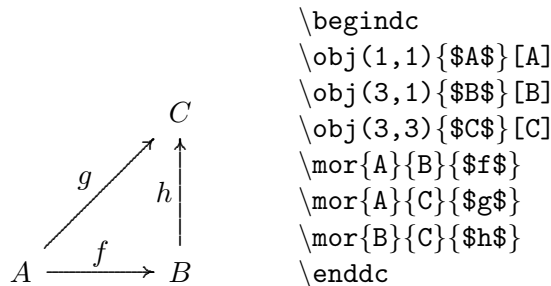 C
g
h
f
A
B
\begindc
\obj(1,1){$A$}[A]
\obj(3,1){$B$}[B]
\obj(3,3){$C$}[C]
\mor{A}{B}{$f$}
\mor{A}{C}{$g$}
\mor{B}{C}{$h$}
\enddc